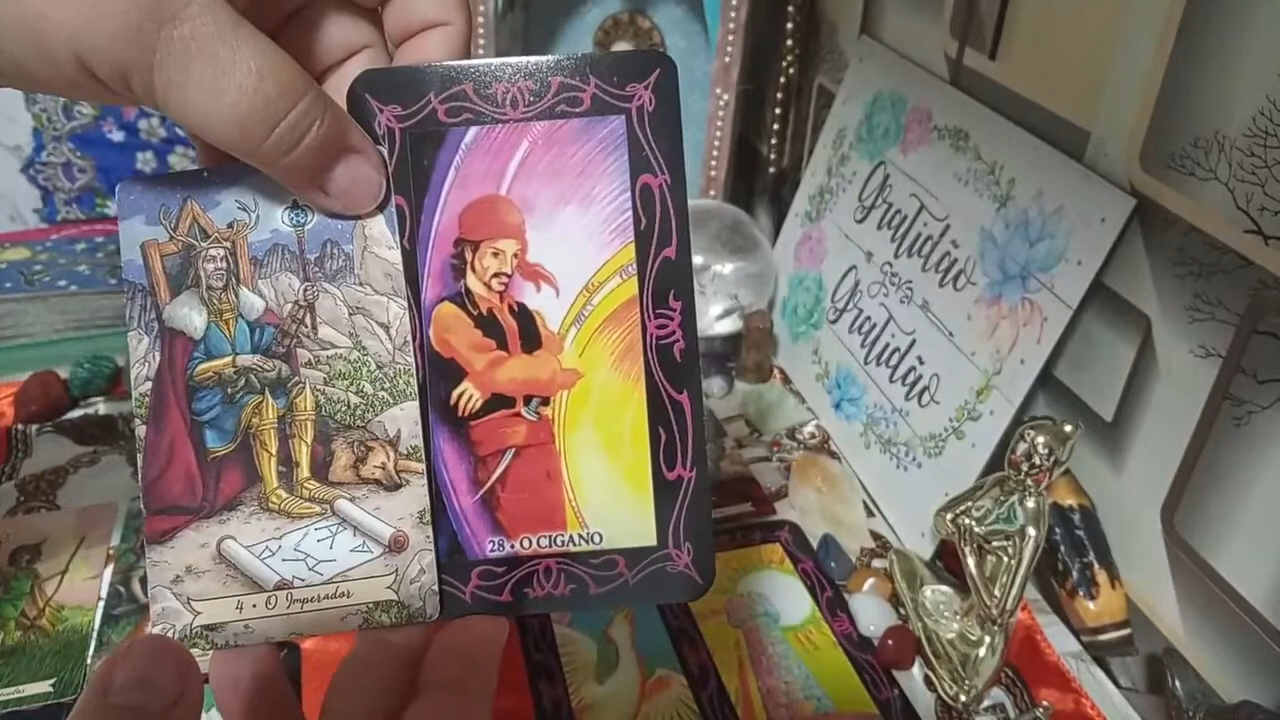 4 • O Imperador
28 • O CIGANO
Gratidão
gera
Gratidão